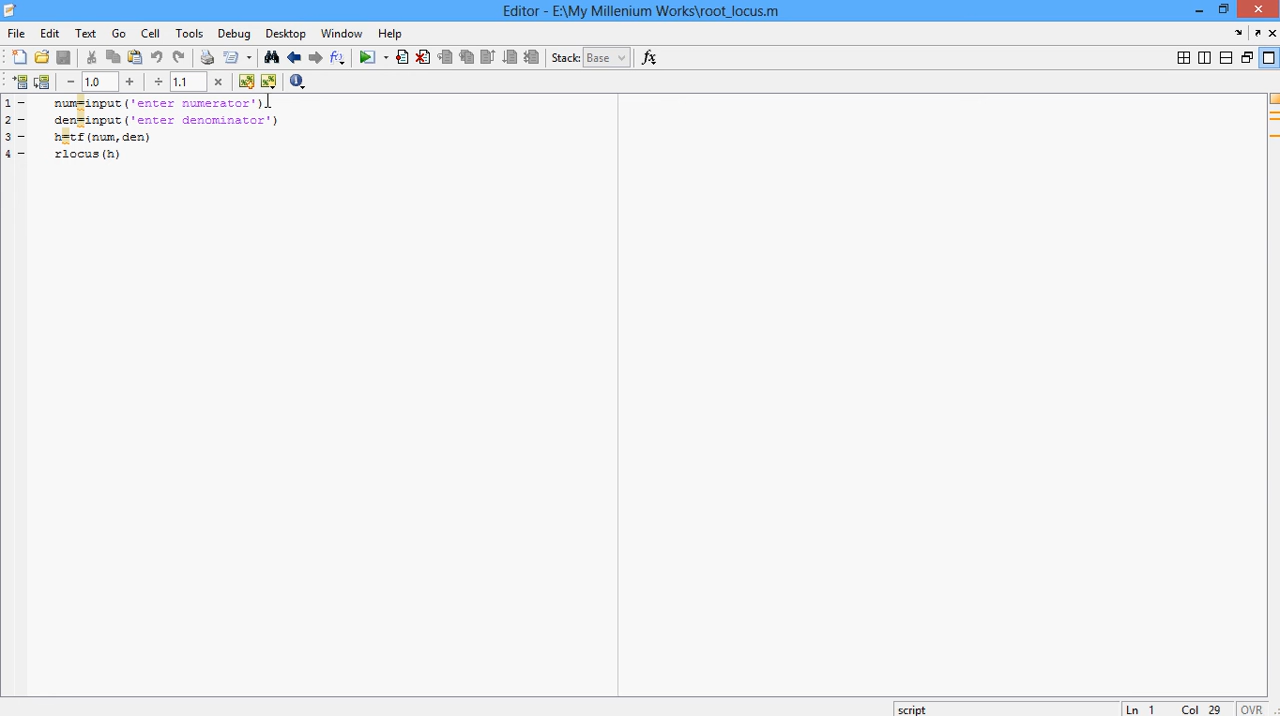 Editor - E:\My Millenium Works\root_locus.m
File Edit Text Go Cell Tools Debug Desktop Window Help
Stack: Base fx
− 1.0 + ÷ 1.1 ×
1 − num=input('enter numerator')
2 − den=input('enter denominator')
3 − h=tf(num,den)
4 − rlocus(h)
script Ln 1 Col 29 OVR